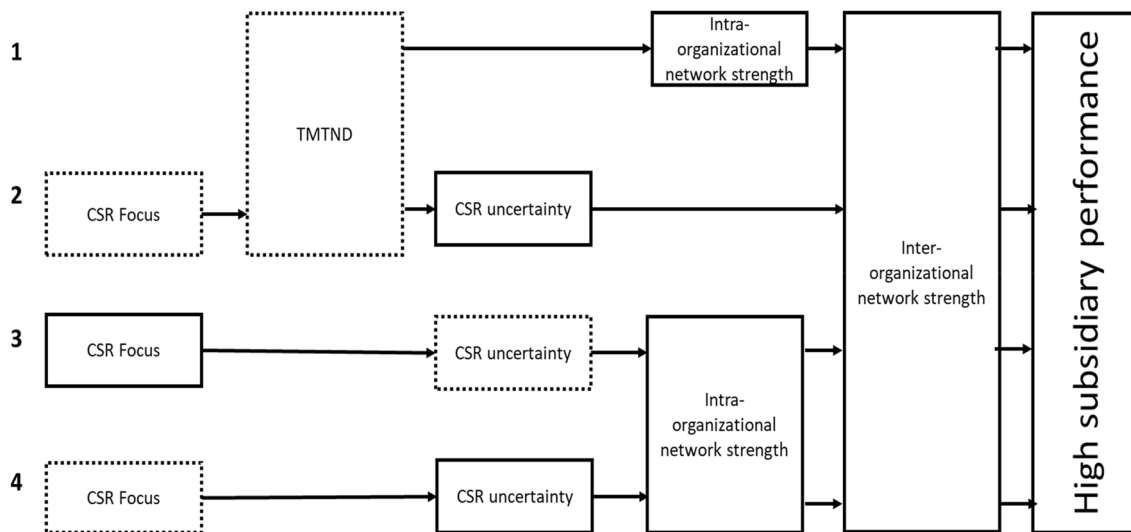 1
Intra-
organizational
network strength
TMTND
2
CSR Focus
CSR uncertainty
Inter-
organizational
network strength
High subsidiary performance
3
CSR Focus
CSR uncertainty
Intra-
organizational
network strength
4
CSR Focus
CSR uncertainty